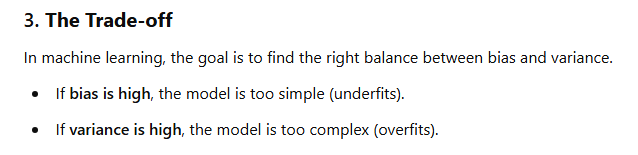 3. The Trade-off
In machine learning, the goal is to find the right balance between bias and variance.
• If bias is high, the model is too simple (underfits).
• If variance is high, the model is too complex (overfits).